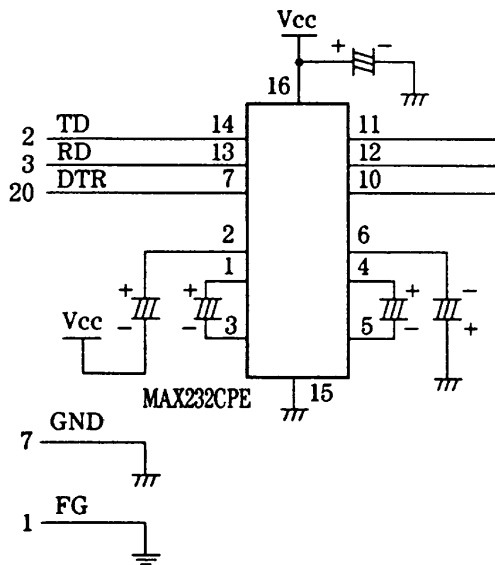 Vcc
+ -
16
2 TD 14 11
3 RD 13 12
20 DTR 7 10
2 6
1 4
+ + + -
Vcc - - - +
3 5
MAX232CPE 15
7 GND
1 FG